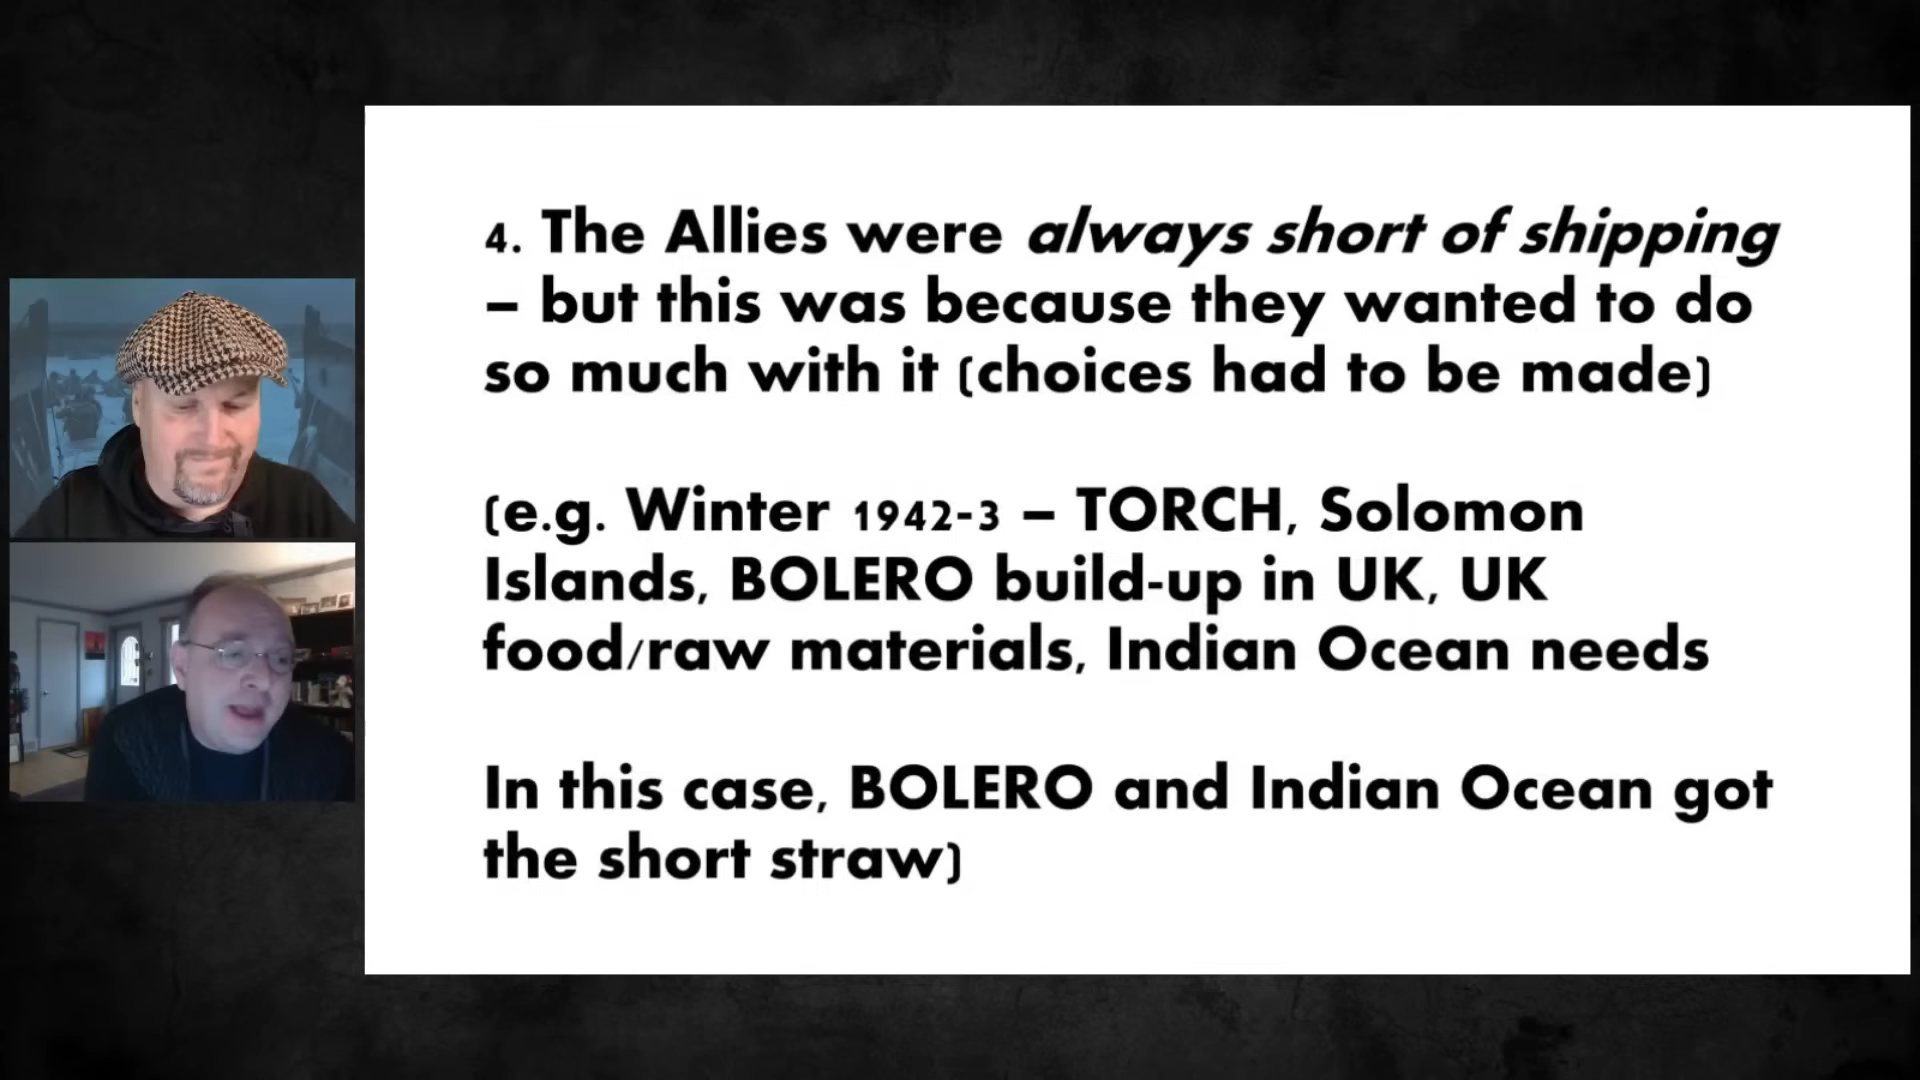 4. The Allies were always short of shipping
– but this was because they wanted to do
so much with it (choices had to be made)
(e.g. Winter 1942-3 – TORCH, Solomon
Islands, BOLERO build-up in UK, UK
food/raw materials, Indian Ocean needs
In this case, BOLERO and Indian Ocean got
the short straw)